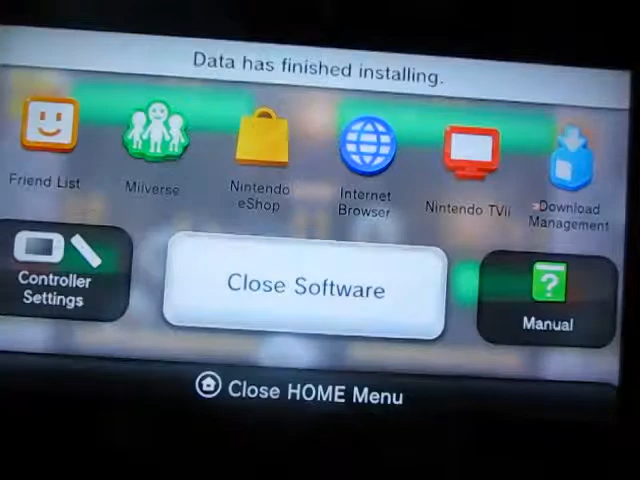 Data has finished installing.
Friend List
Miiverse
Nintendo
eShop
Internet
Browser
Nintendo TVii
Download
Management
Controller
Settings
Close Software
?
Manual
Close HOME Menu